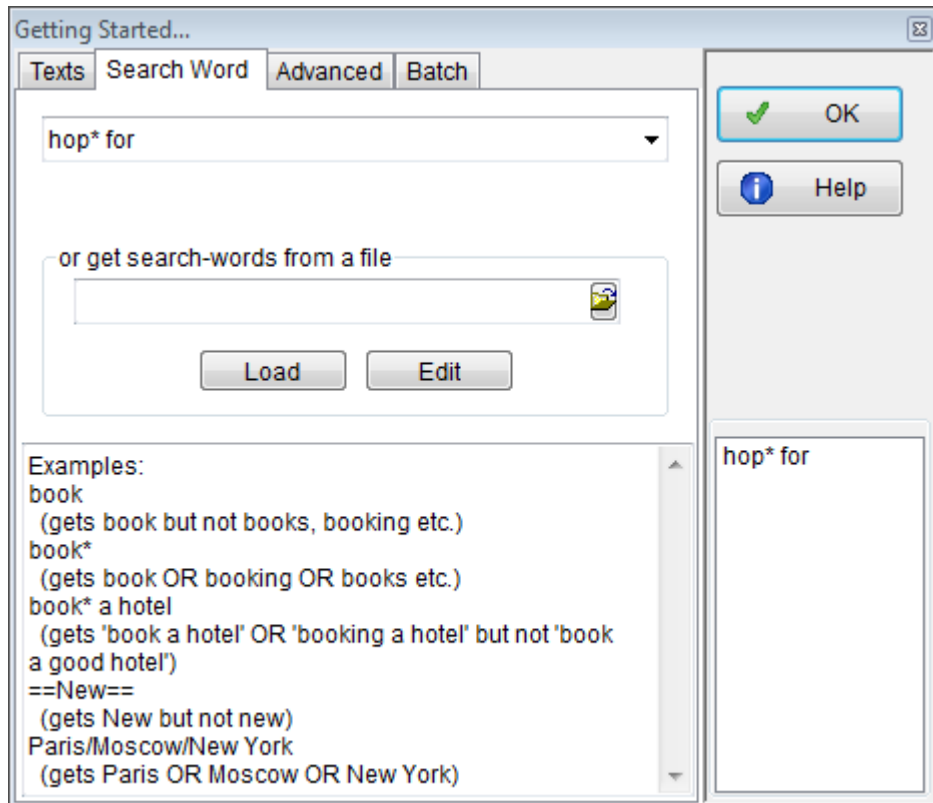 Getting Started...
Texts Search Word Advanced Batch
hop* for
OK
Help
or get search-words from a file
Load Edit
Examples:
book
(gets book but not books, booking etc.)
book*
(gets book OR booking OR books etc.)
book* a hotel
(gets 'book a hotel' OR 'booking a hotel' but not 'book
a good hotel')
==New==
(gets New but not new)
Paris/Moscow/New York
(gets Paris OR Moscow OR New York)
hop* for